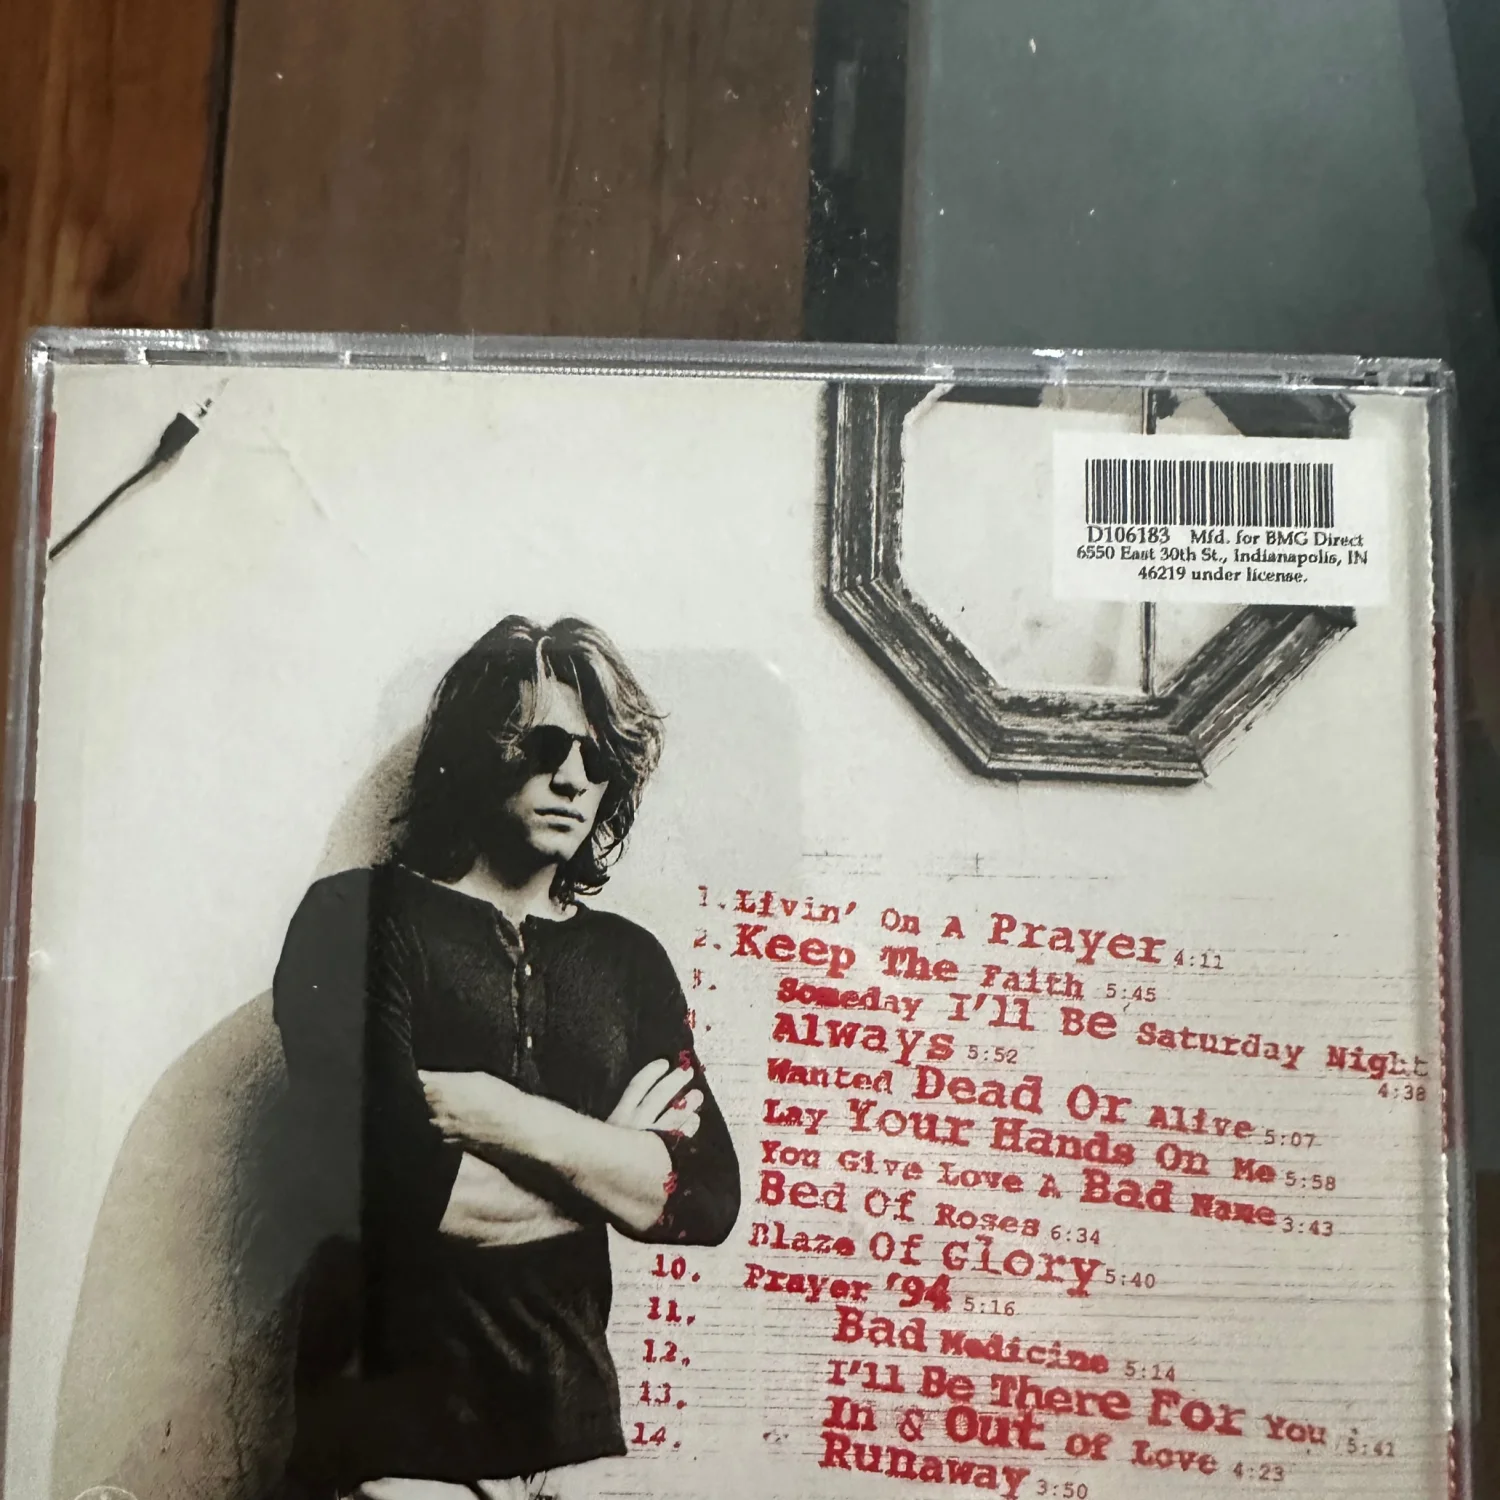 D106183 Mfd. for BMG Direct
6550 East 30th St., Indianapolis, IN
46219 under license.
1. Livin' On A Prayer 4:11
2. Keep The Faith 5:45
3. Someday I'll Be Saturday Night
4:38
4. Always 5:52
5. Wanted Dead Or Alive 5:07
Lay Your Hands On Me 5:58
You Give Love A Bad Name 3:43
8. Bed Of Roses 6:34
Blaze Of Glory 5:40
10. Prayer '94 5:16
11. Bad Medicine 5:14
12. I'll Be There For You 5:41
13. In & Out of Love 4:23
14. Runaway 3:50